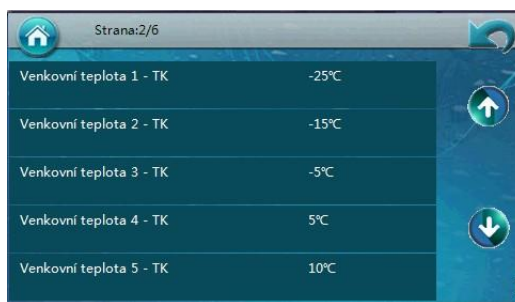 Strana:2/6
Venkovní teplota 1 - TK -25℃
Venkovní teplota 2 - TK -15℃
Venkovní teplota 3 - TK -5℃
Venkovní teplota 4 - TK 5℃
Venkovní teplota 5 - TK 10℃